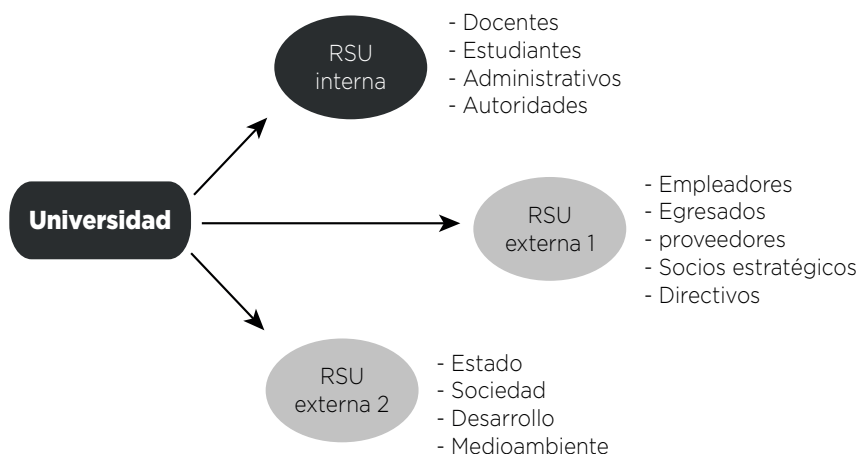 RSU
interna
- Docentes
- Estudiantes
- Administrativos
- Autoridades
Universidad
RSU
externa 1
- Empleadores
- Egresados
- proveedores
- Socios estratégicos
- Directivos
RSU
externa 2
- Estado
- Sociedad
- Desarrollo
- Medioambiente